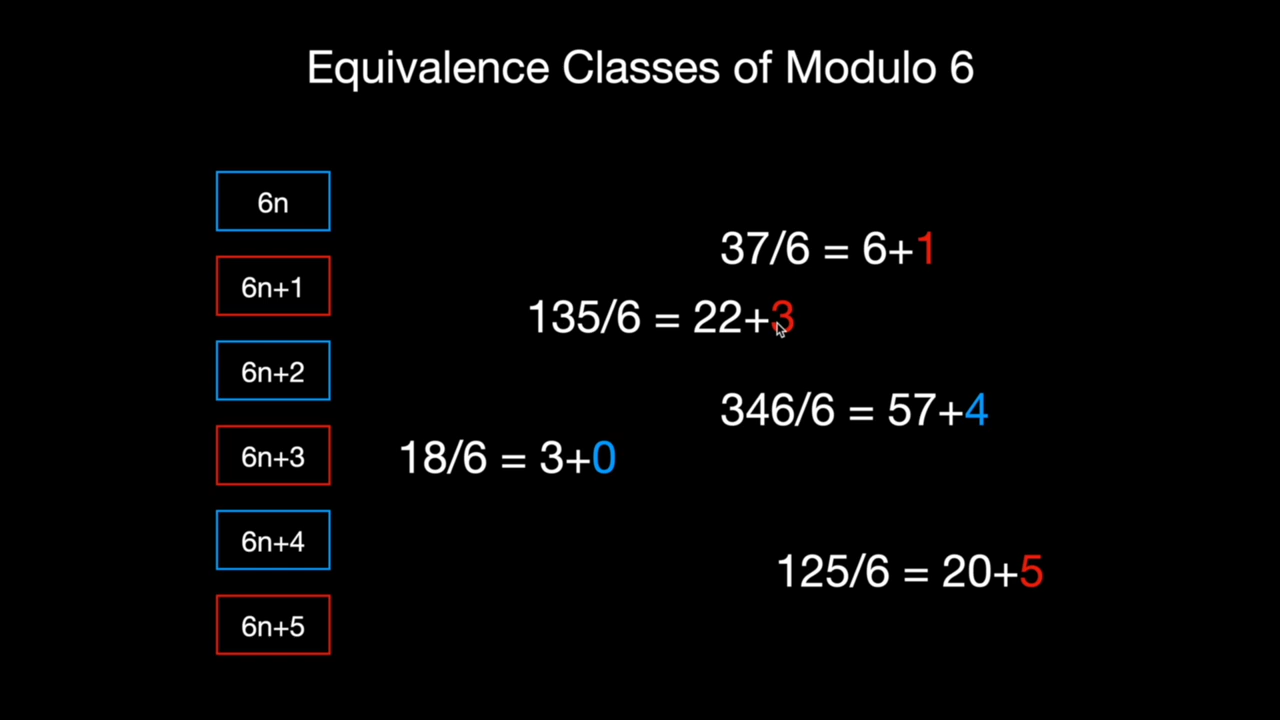 Equivalence Classes of Modulo 6
6n
6n+1
6n+2
6n+3
6n+4
6n+5
37/6 = 6+1
135/6 = 22+3
346/6 = 57+4
18/6 = 3+0
125/6 = 20+5